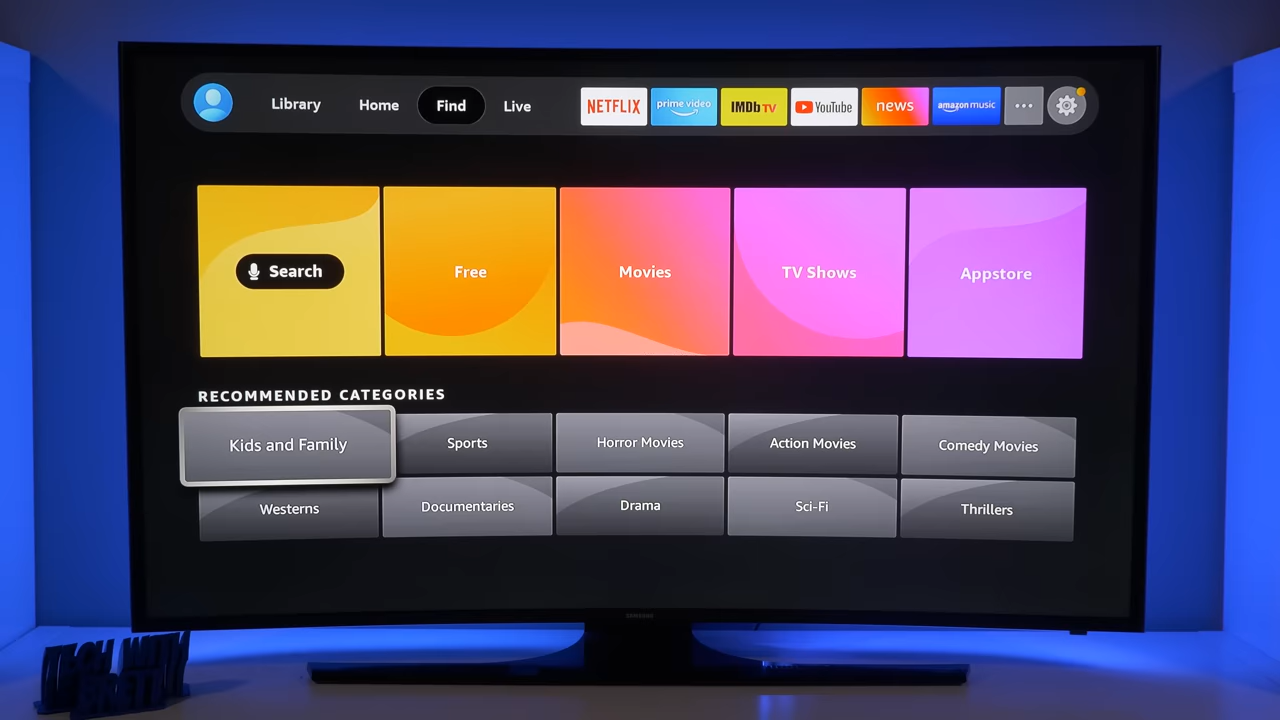 Library Home Find Live NETFLIX prime video IMDb TV YouTube news amazon music
Search Free Movies TV Shows Appstore
RECOMMENDED CATEGORIES
Kids and Family Sports Horror Movies Action Movies Comedy Movies
Westerns Documentaries Drama Sci-Fi Thrillers
SAMSUNG